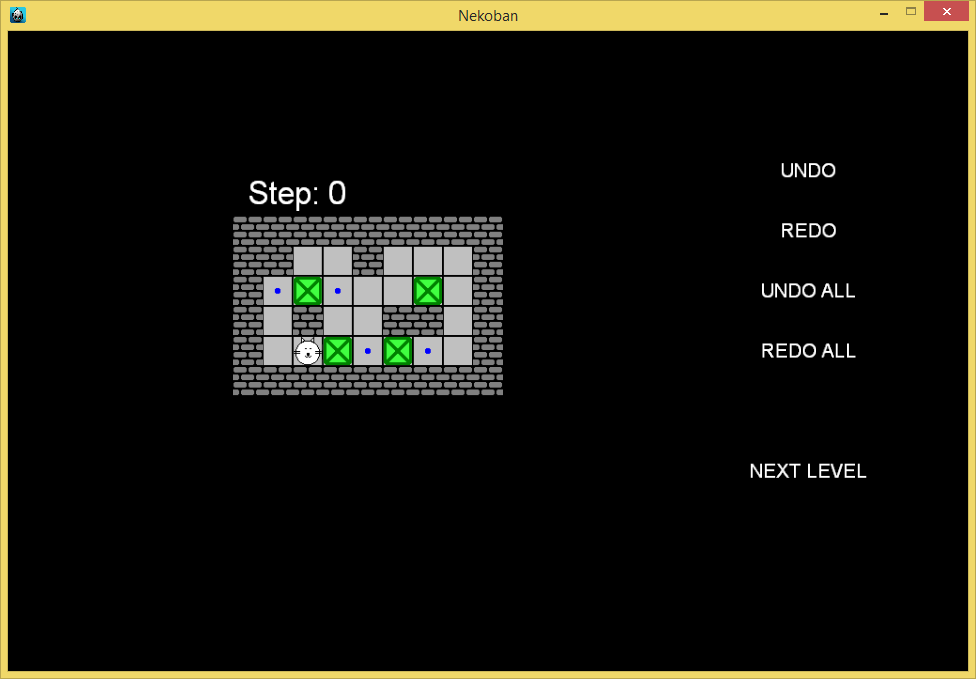 Nekoban
UNDO
Step: 0
REDO
UNDO ALL
REDO ALL
NEXT LEVEL